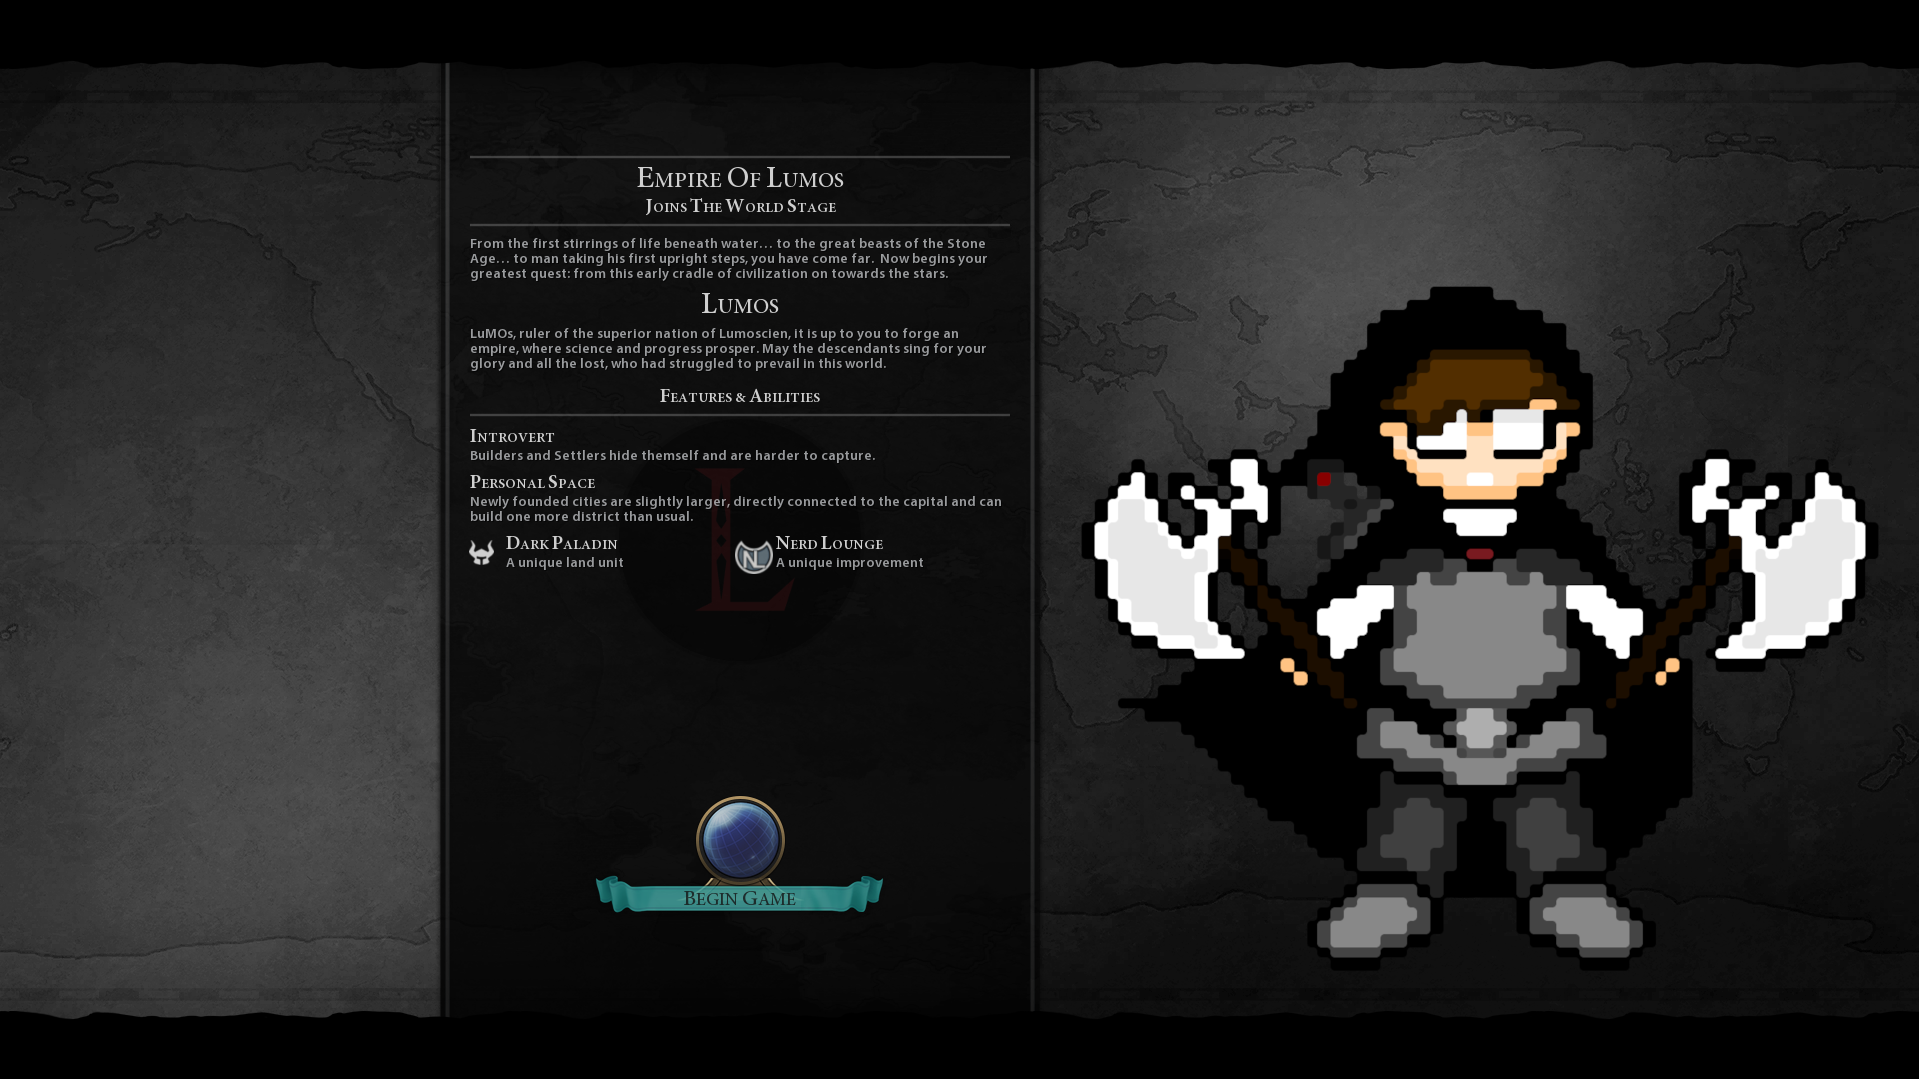 Empire Of Lumos
Joins The World Stage
From the first stirrings of life beneath water... to the great beasts of the Stone
Age... to man taking his first upright steps, you have come far.  Now begins your
greatest quest: from this early cradle of civilization on towards the stars.
Lumos
LuMOs, ruler of the superior nation of Lumoscien, it is up to you to forge an
empire, where science and progress prosper. May the descendants sing for your
glory and all the lost, who had struggled to prevail in this world.
Features & Abilities
Introvert
Builders and Settlers hide themself and are harder to capture.
Personal Space
Newly founded cities are slightly larger, directly connected to the capital and can
build one more district than usual.
Dark Paladin
A unique land unit
NL
Nerd Lounge
A unique improvement
L
Begin Game